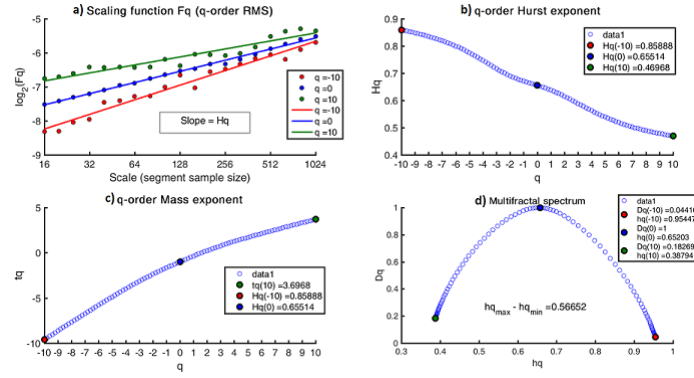 a) Scaling function Fq (q-order RMS)
-5
-6
-7
-8
-9
log2(Fq)
16 32 64 128 256 512 1024
Scale (segment sample size)
Slope = Hq
q =-10
q =0
q =10
q =-10
q =0
q =10
b) q-order Hurst exponent
0.9
0.8
0.7
0.6
0.5
0.4
Hq
-10 -9 -8 -7 -6 -5 -4 -3 -2 -1 0 1 2 3 4 5 6 7 8 9 10
q
data1
Hq(-10) =0.85888
Hq(0) =0.65514
Hq(10) =0.46968
c) q-order Mass exponent
5
0
-5
-10
tq
-10 -9 -8 -7 -6 -5 -4 -3 -2 -1 0 1 2 3 4 5 6 7 8 9 10
q
data1
tq(10) =3.6968
Hq(-10) =0.85888
Hq(0) =0.65514
d) Multifractal spectrum
1
0.8
0.6
0.4
0.2
0
Dq
0.3 0.4 0.5 0.6 0.7 0.8 0.9 1
hq
hqmax - hqmin =0.56652
data1
Dq(-10) =0.04416
hq(-10) =0.95447
Dq(0) =1
hq(0) =0.65203
Dq(10) =0.18269
hq(10) =0.38794